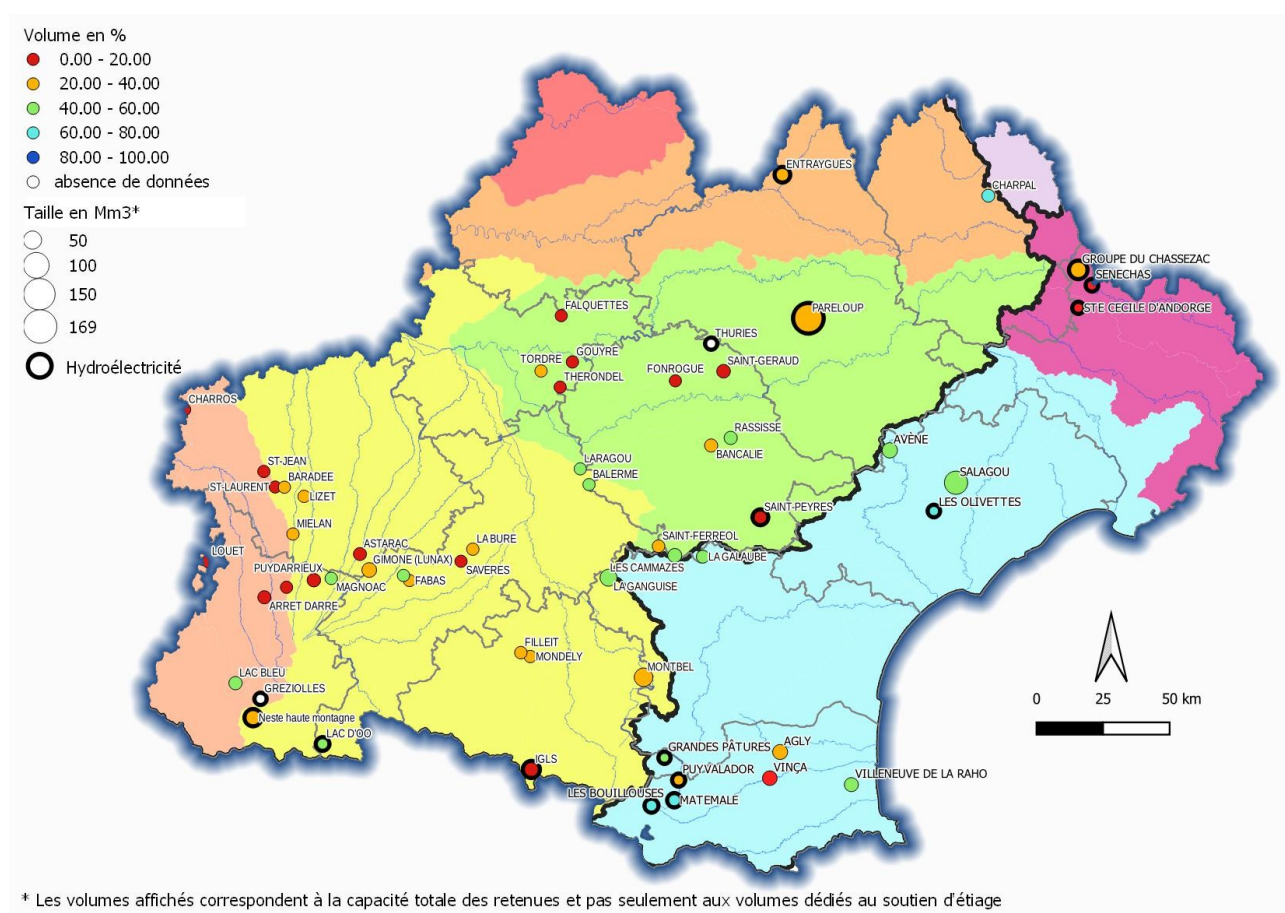 Volume en %
0.00 - 20.00
20.00 - 40.00
40.00 - 60.00
60.00 - 80.00
80.00 - 100.00
absence de données
Taille en Mm3*
50
100
150
169
Hydroélectricité
ENTRAYGUES
CHARPAL
GROUPE DU CHASSEZAC
SENECHAS
STE CECILE D'ANDORGE
FALQUETTES
PARELOUP
THURIES
TORDRE
GOUYRE
THERONDEL
FONROGUE
SAINT-GERAUD
CHARROS
RASSISSE
BANCALIE
AVÈNE
ST-JEAN
BARADEE
ST-LAURENT
LIZET
LARAGOU
BALERME
SALAGOU
LES OLIVETTES
SAINT-PEYRES
MIELAN
LOUET
ASTARAC
LA BURE
SAINT-FERREOL
GIMONE (LUNAX)
PUYDARRIEUX
SAVERES
LES CAMMAZES
LA GALAUBE
MAGNOAC
FABAS
LA GANGUISE
ARRET DARRE
FILLEIT
MONDELY
MONTBEL
LAC BLEU
GREZIOLLES
Neste haute montagne
LAC D'OO
IGLS
GRANDES PÂTURES
AGLY
PUYVALADOR
VINÇA
VILLENEUVE DE LA RAHO
LES BOUILLOUSES
MATEMALE
0
25
50 km
* Les volumes affichés correspondent à la capacité totale des retenues et pas seulement aux volumes dédiés au soutien d'étiage